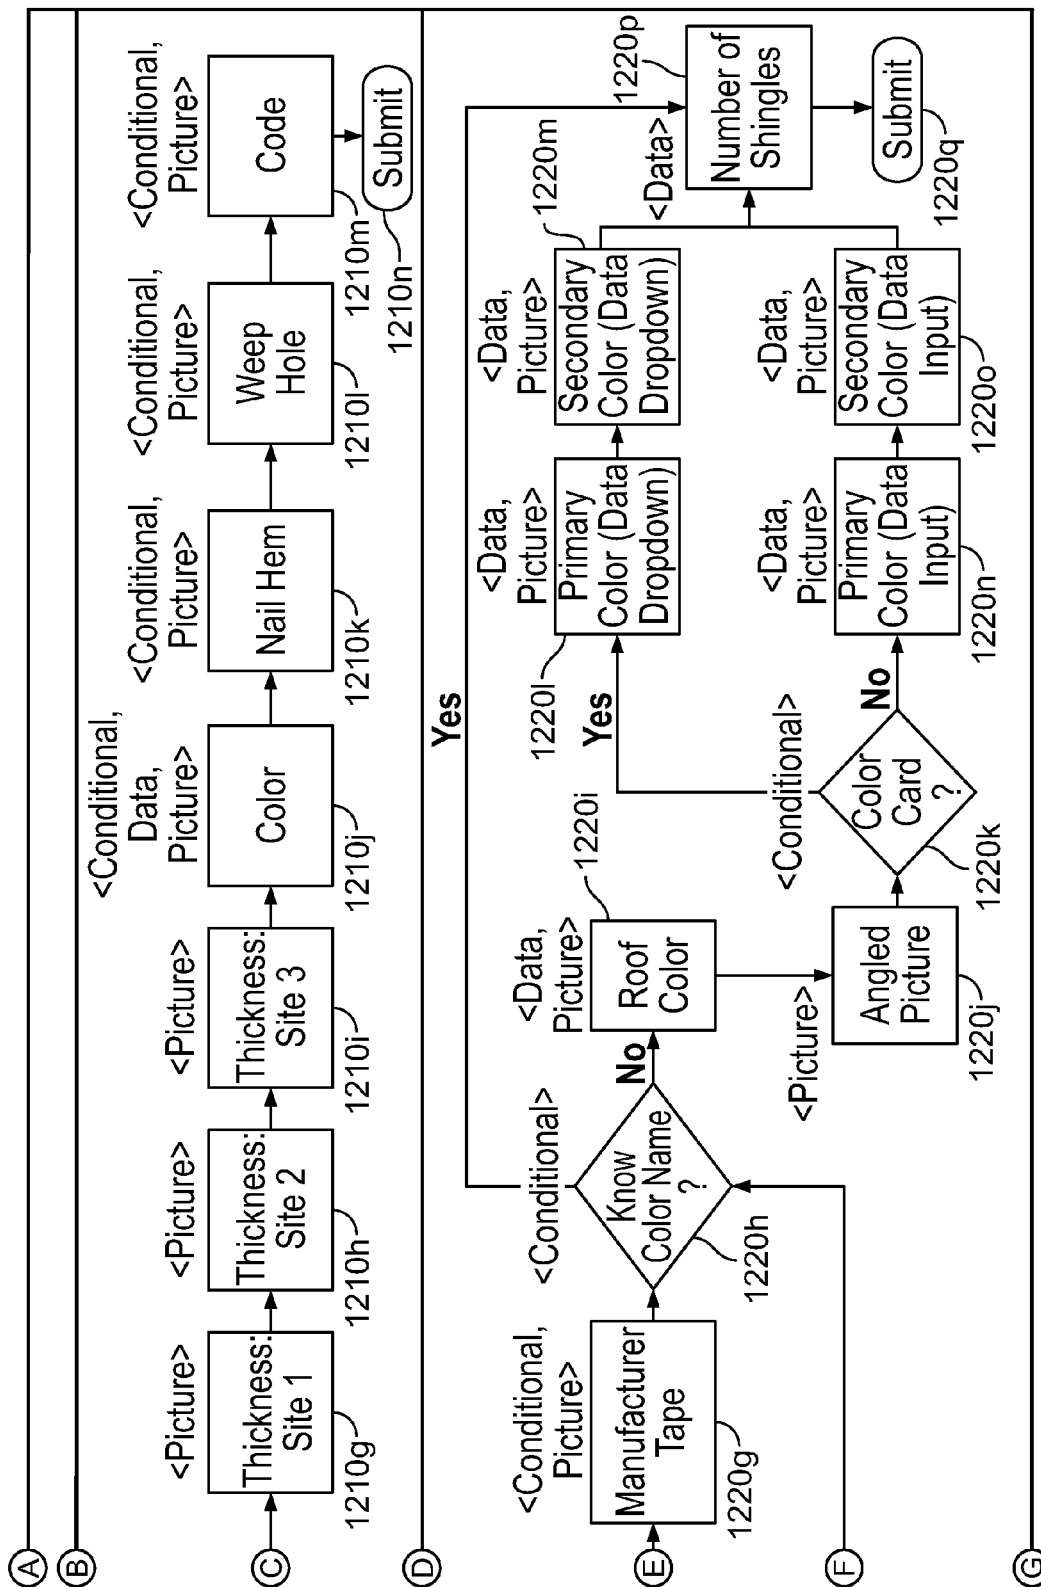 A
B
C
<Picture>
Thickness:
Site 1
1210g
<Picture>
Thickness:
Site 2
1210h
<Picture>
Thickness:
Site 3
1210i
<Conditional,
Data,
Picture>
Color
1210j
<Conditional,
Picture>
Nail Hem
1210k
<Conditional,
Picture>
Weep
Hole
1210l
<Conditional,
Picture>
Code
1210m
Submit
1210n
D
E
F
G
<Conditional,
Picture>
Manufacturer
Tape
1220g
<Conditional>
Know
Color Name
?
1220h
Yes
No
<Data,
Picture>
Roof
Color
1220i
<Picture>
Angled
Picture
1220j
<Conditional>
Color
Card
?
1220k
Yes
No
<Data,
Picture>
Primary
Color (Data
Dropdown)
1220l
<Data,
Picture>
Secondary
Color (Data
Dropdown)
1220m
<Data,
Picture>
Primary
Color (Data
Input)
1220n
<Data,
Picture>
Secondary
Color (Data
Input)
1220o
<Data>
Number of
Shingles
1220p
Submit
1220q